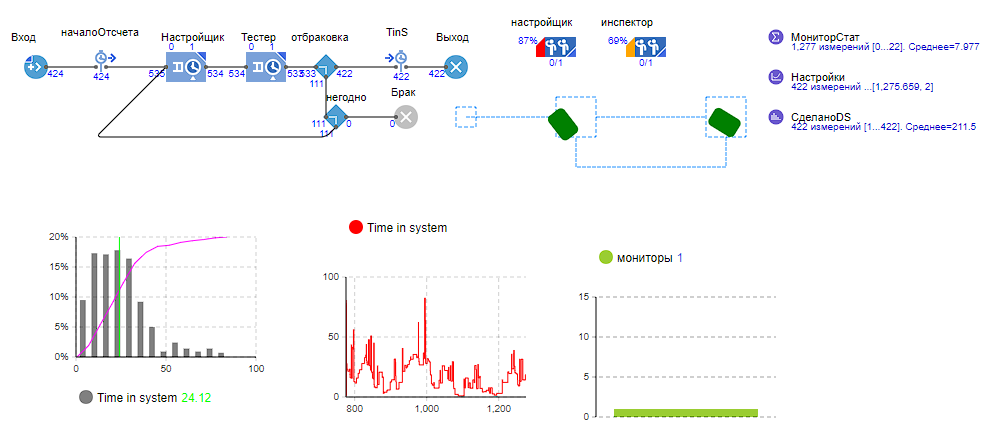 Вход
началоОтсчета
Настройщик
Тестер
отбраковка
TinS
Выход
0 1
0 1
424
424
535
534
534
533
533
422
422
422
111
негодно
Брак
111
111
0
0
настройщик
87%
0/1
инспектор
69%
0/1
МониторСтат
1,277 измерений [0...22]. Среднее=7.977
Настройки
422 измерений ...[1,275.659, 2]
СделаноDS
422 измерений [1...422]. Среднее=211.5
20%
15%
10%
5%
0%
0
50
100
Time in system 24.12
Time in system
100
50
0
800
1,000
1,200
мониторы 1
15
10
5
0